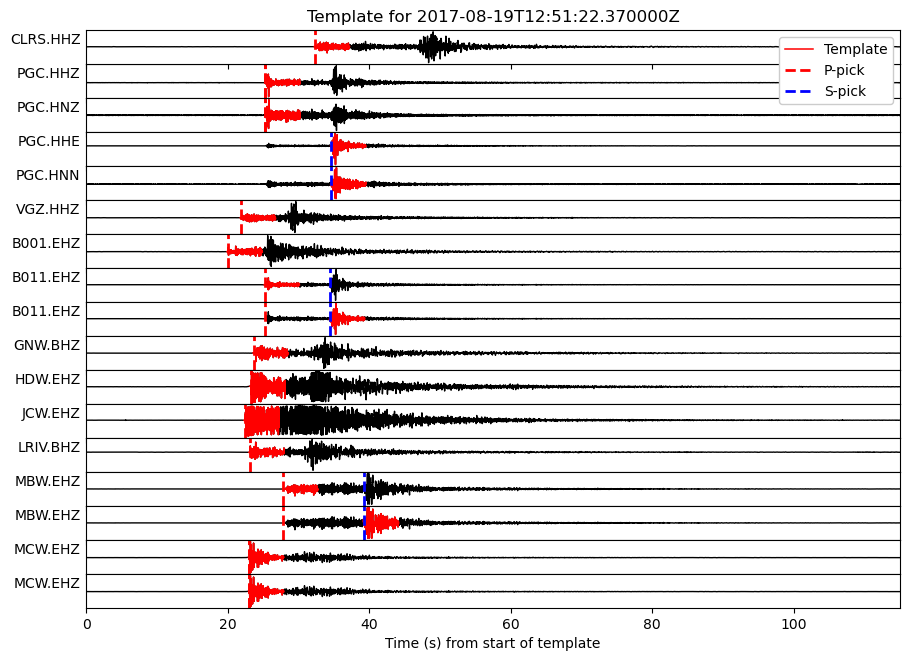 Template for 2017-08-19T12:51:22.370000Z
CLRS.HHZ
PGC.HHZ
PGC.HNZ
PGC.HHE
PGC.HNN
VGZ.HHZ
B001.EHZ
B011.EHZ
B011.EHZ
GNW.BHZ
HDW.EHZ
JCW.EHZ
LRIV.BHZ
MBW.EHZ
MBW.EHZ
MCW.EHZ
MCW.EHZ
Template
P-pick
S-pick
0 20 40 60 80 100
Time (s) from start of template